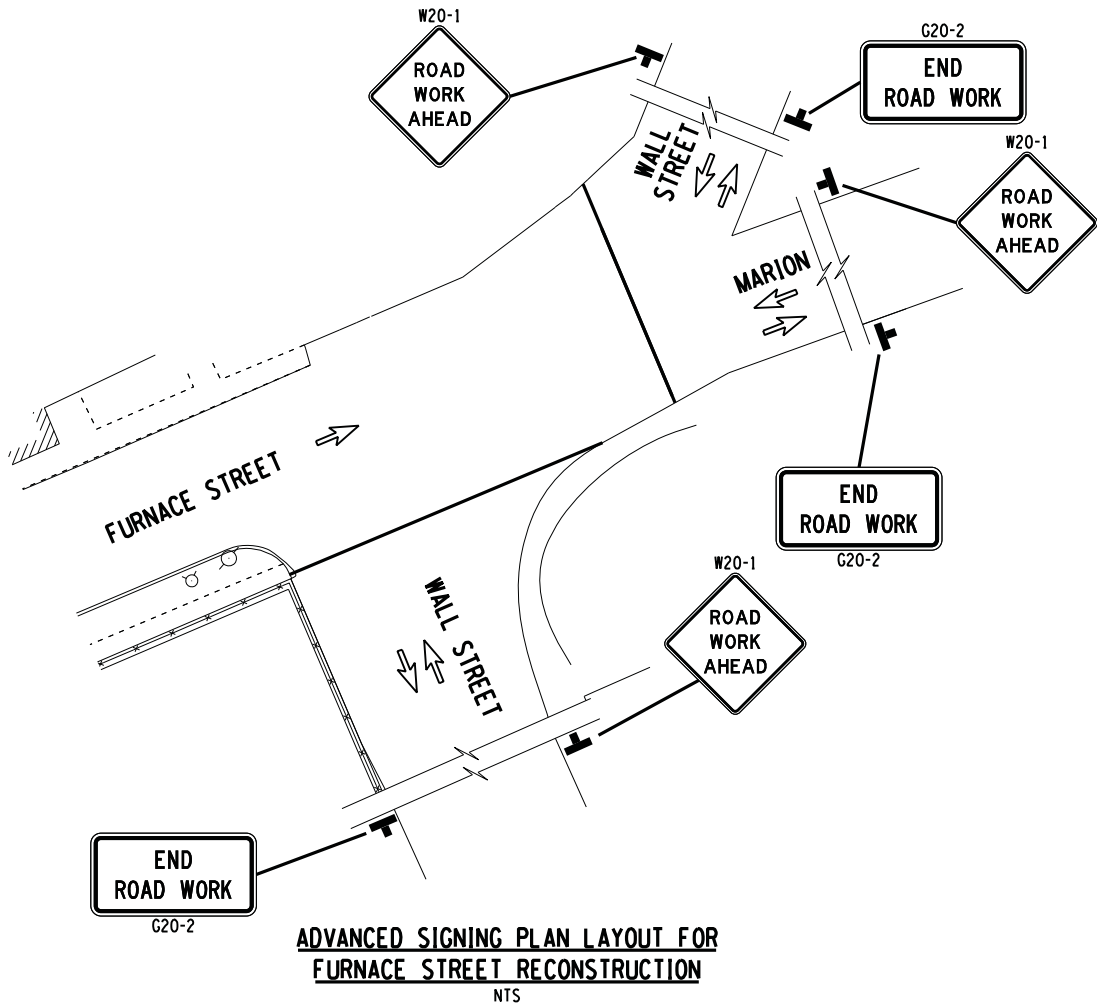 W20-1
ROAD
WORK
AHEAD
G20-2
END
ROAD WORK
W20-1
ROAD
WORK
AHEAD
WALL
STREET
MARION
FURNACE STREET
END
ROAD WORK
G20-2
W20-1
ROAD
WORK
AHEAD
WALL STREET
END
ROAD WORK
G20-2
ADVANCED SIGNING PLAN LAYOUT FOR
FURNACE STREET RECONSTRUCTION
NTS